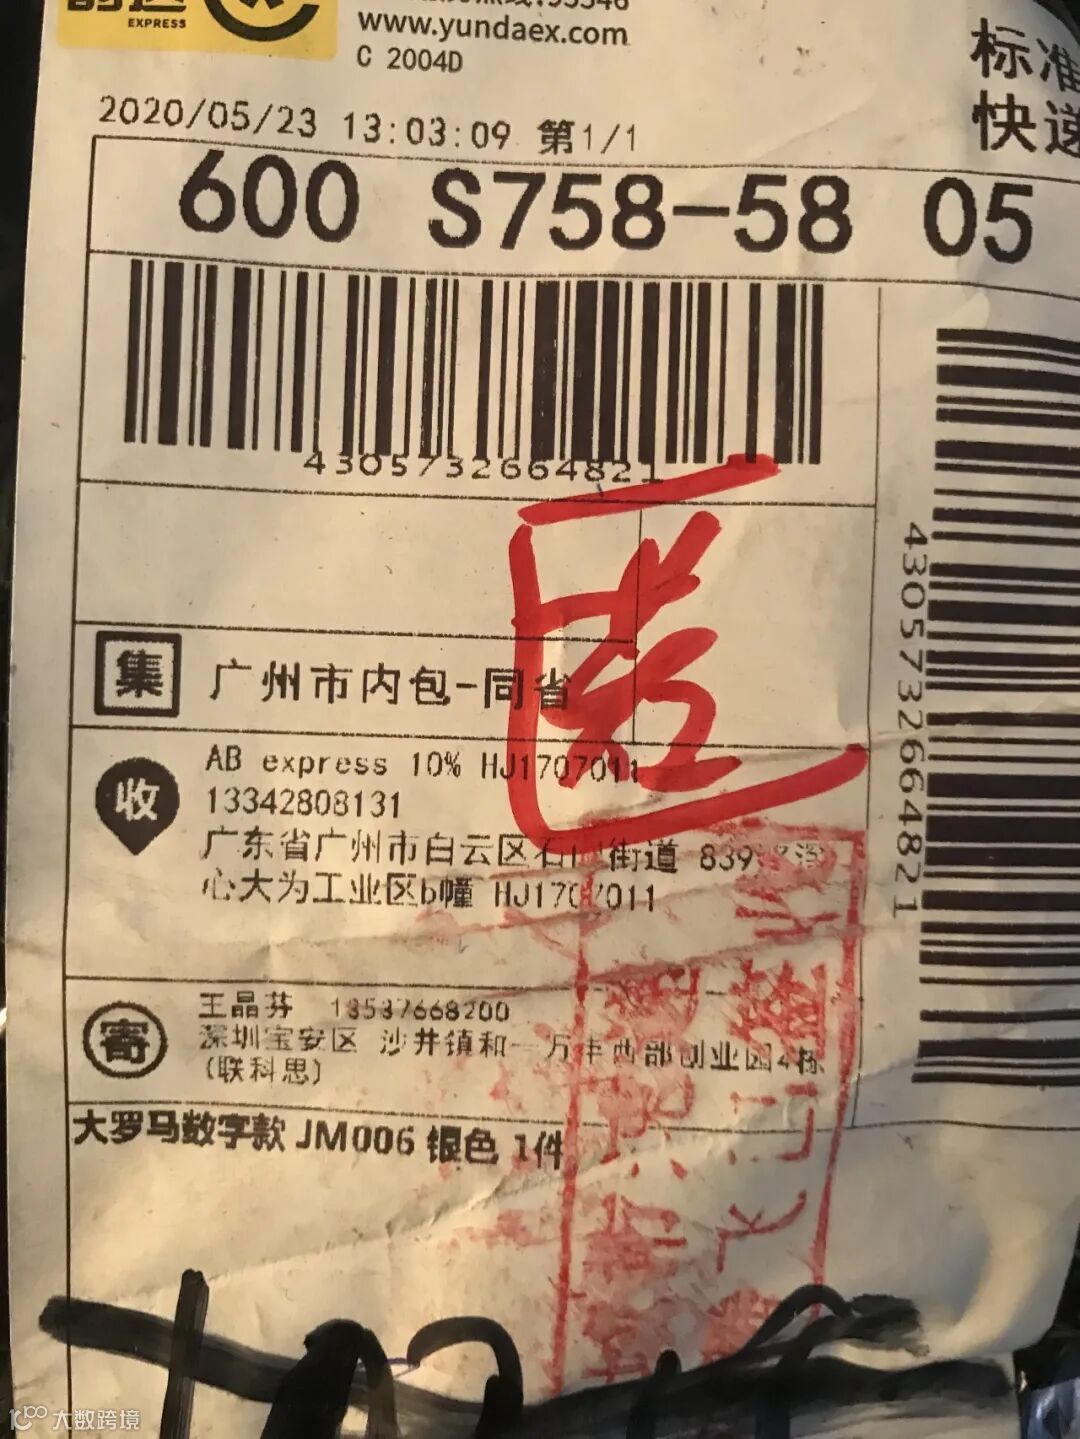 EXPRESS
www.yundaex.com
C 2004D
标准
快递
2020/05/23 13:03:09 第1/1
600 S758-58 05
4305732664821
4305732664821
集 广州市内包-同省
收
AB express 10% HJ1707011
13342808131
广东省广州市白云区石 街道 839
心大为工业区b幢 HJ1707011
寄
王晶芬 13537668200
深圳宝安区 沙井镇和一万丰西部创业园4栋
(联科思)
大罗马数字款 JM006 银色 1件
大数跨境